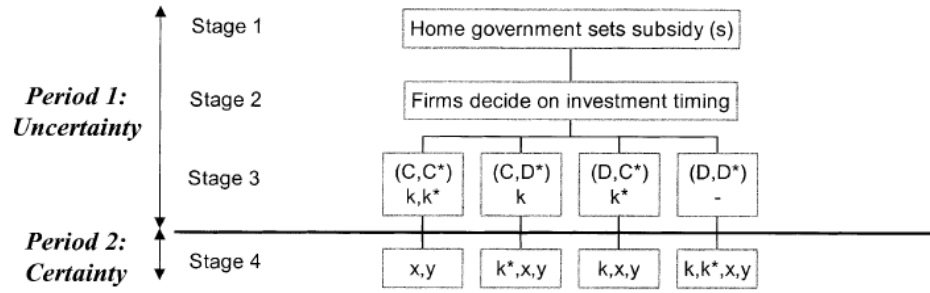 Stage 1
Home government sets subsidy (s)
Period 1:
Uncertainty
Stage 2
Firms decide on investment timing
Stage 3
(C,C*)
k,k*
(C,D*)
k
(D,C*)
k*
(D,D*)
-
Period 2:
Certainty
Stage 4
x,y
k*,x,y
k,x,y
k,k*,x,y